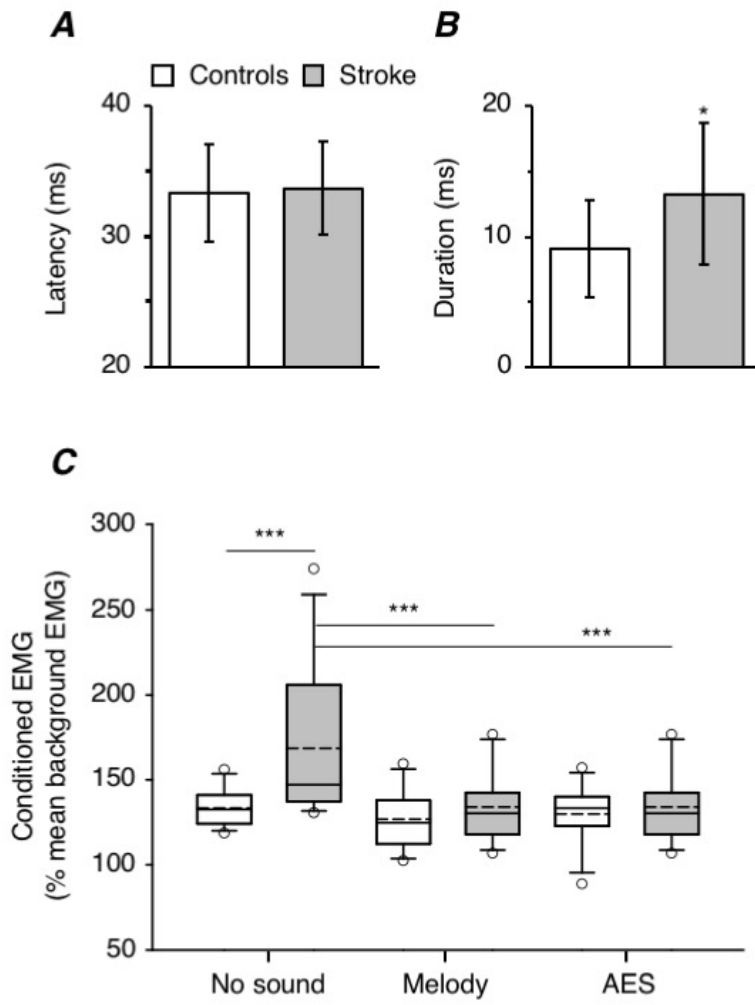 A
B
Controls Stroke
40
30
20
Latency (ms)
20
*
10
0
Duration (ms)
C
300
250
200
150
100
50
Conditioned EMG
(% mean background EMG)
***
***
***
No sound Melody AES